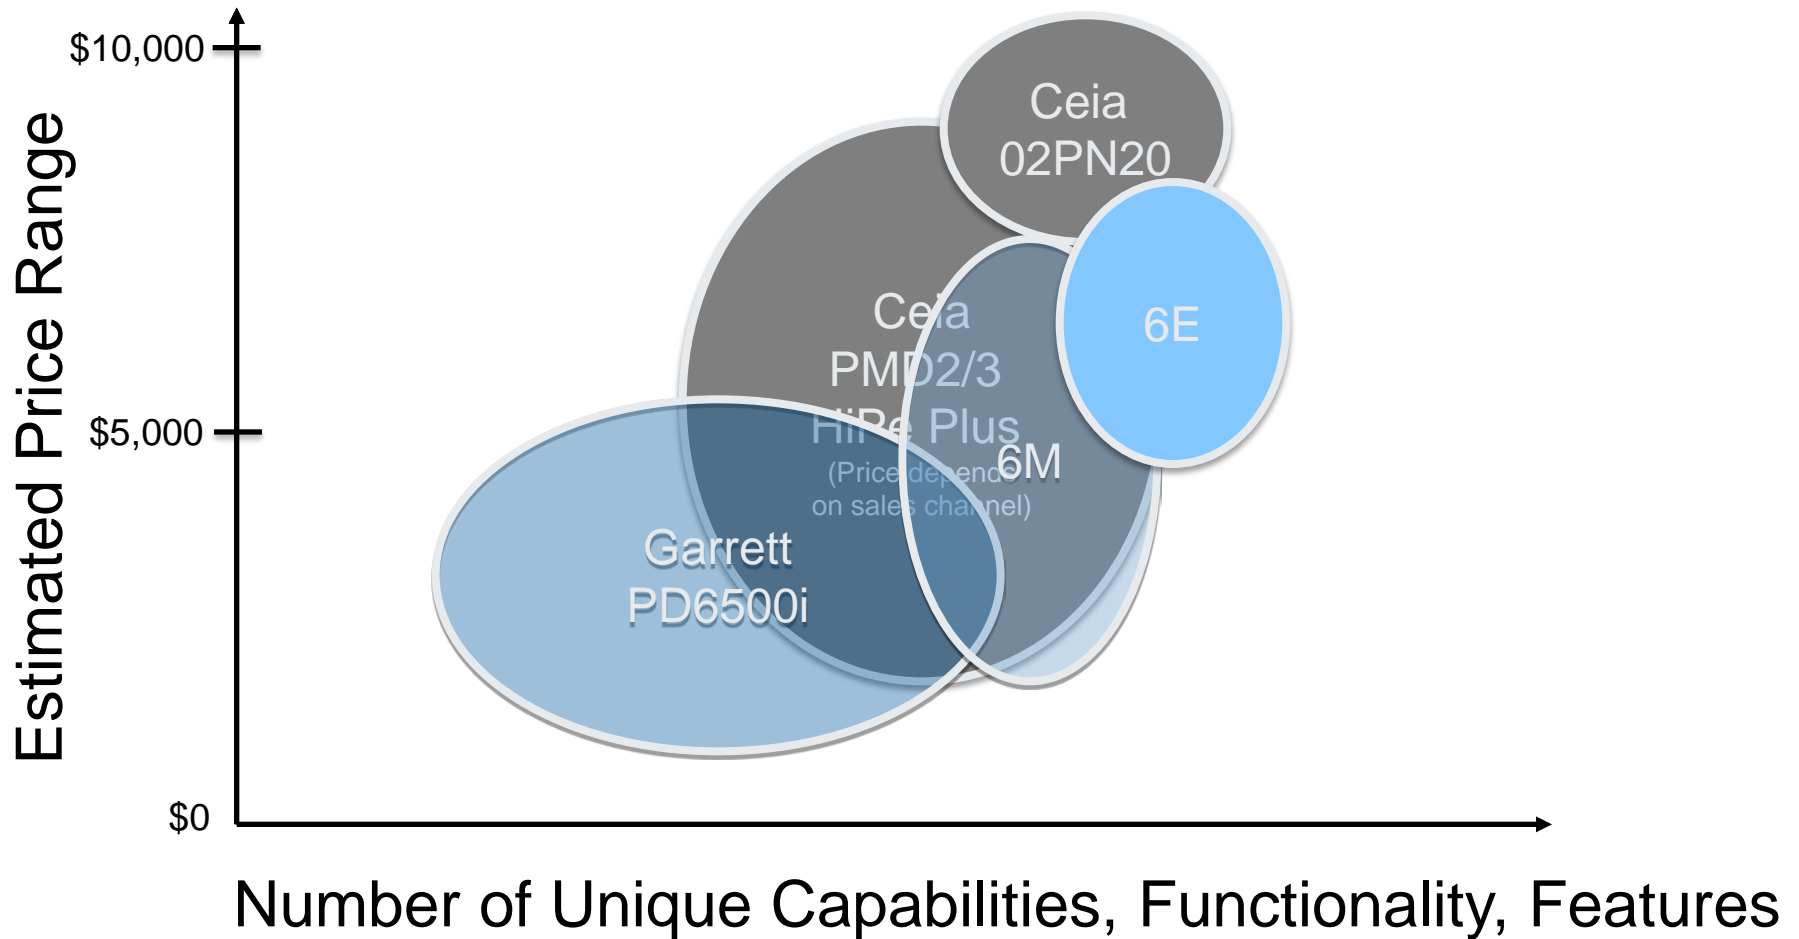 $10,000
Estimated Price Range
$5,000
$0
Ceia
02PN20
6E
Ceia
PMD2/3
HiPe Plus
(Price depends
on sales channel)
6M
Garrett
PD6500i
Number of Unique Capabilities, Functionality, Features